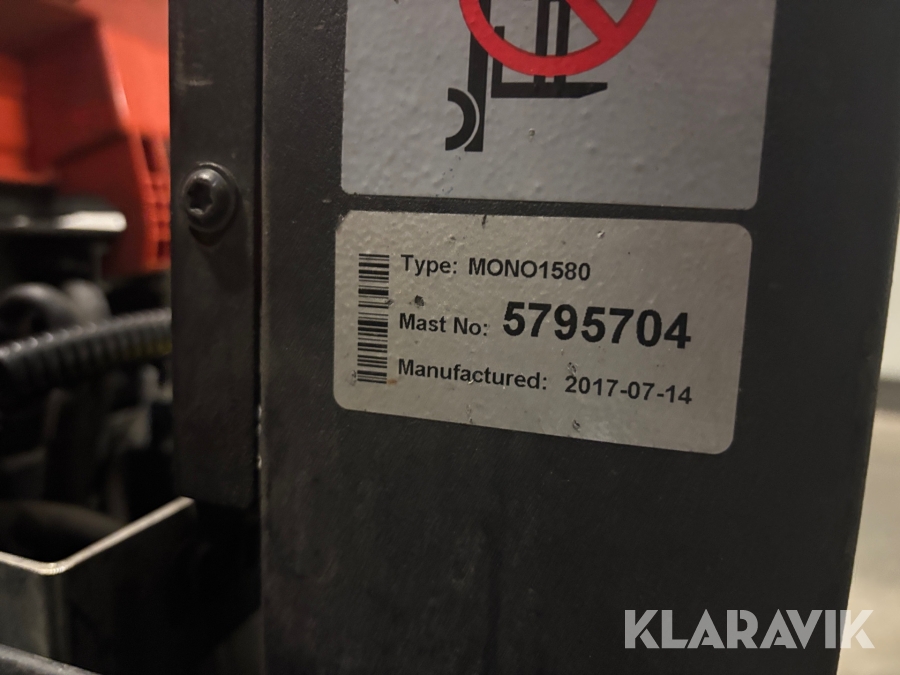 Type: MONO1580
Mast No: 5795704
Manufactured: 2017-07-14
KLARAVIK